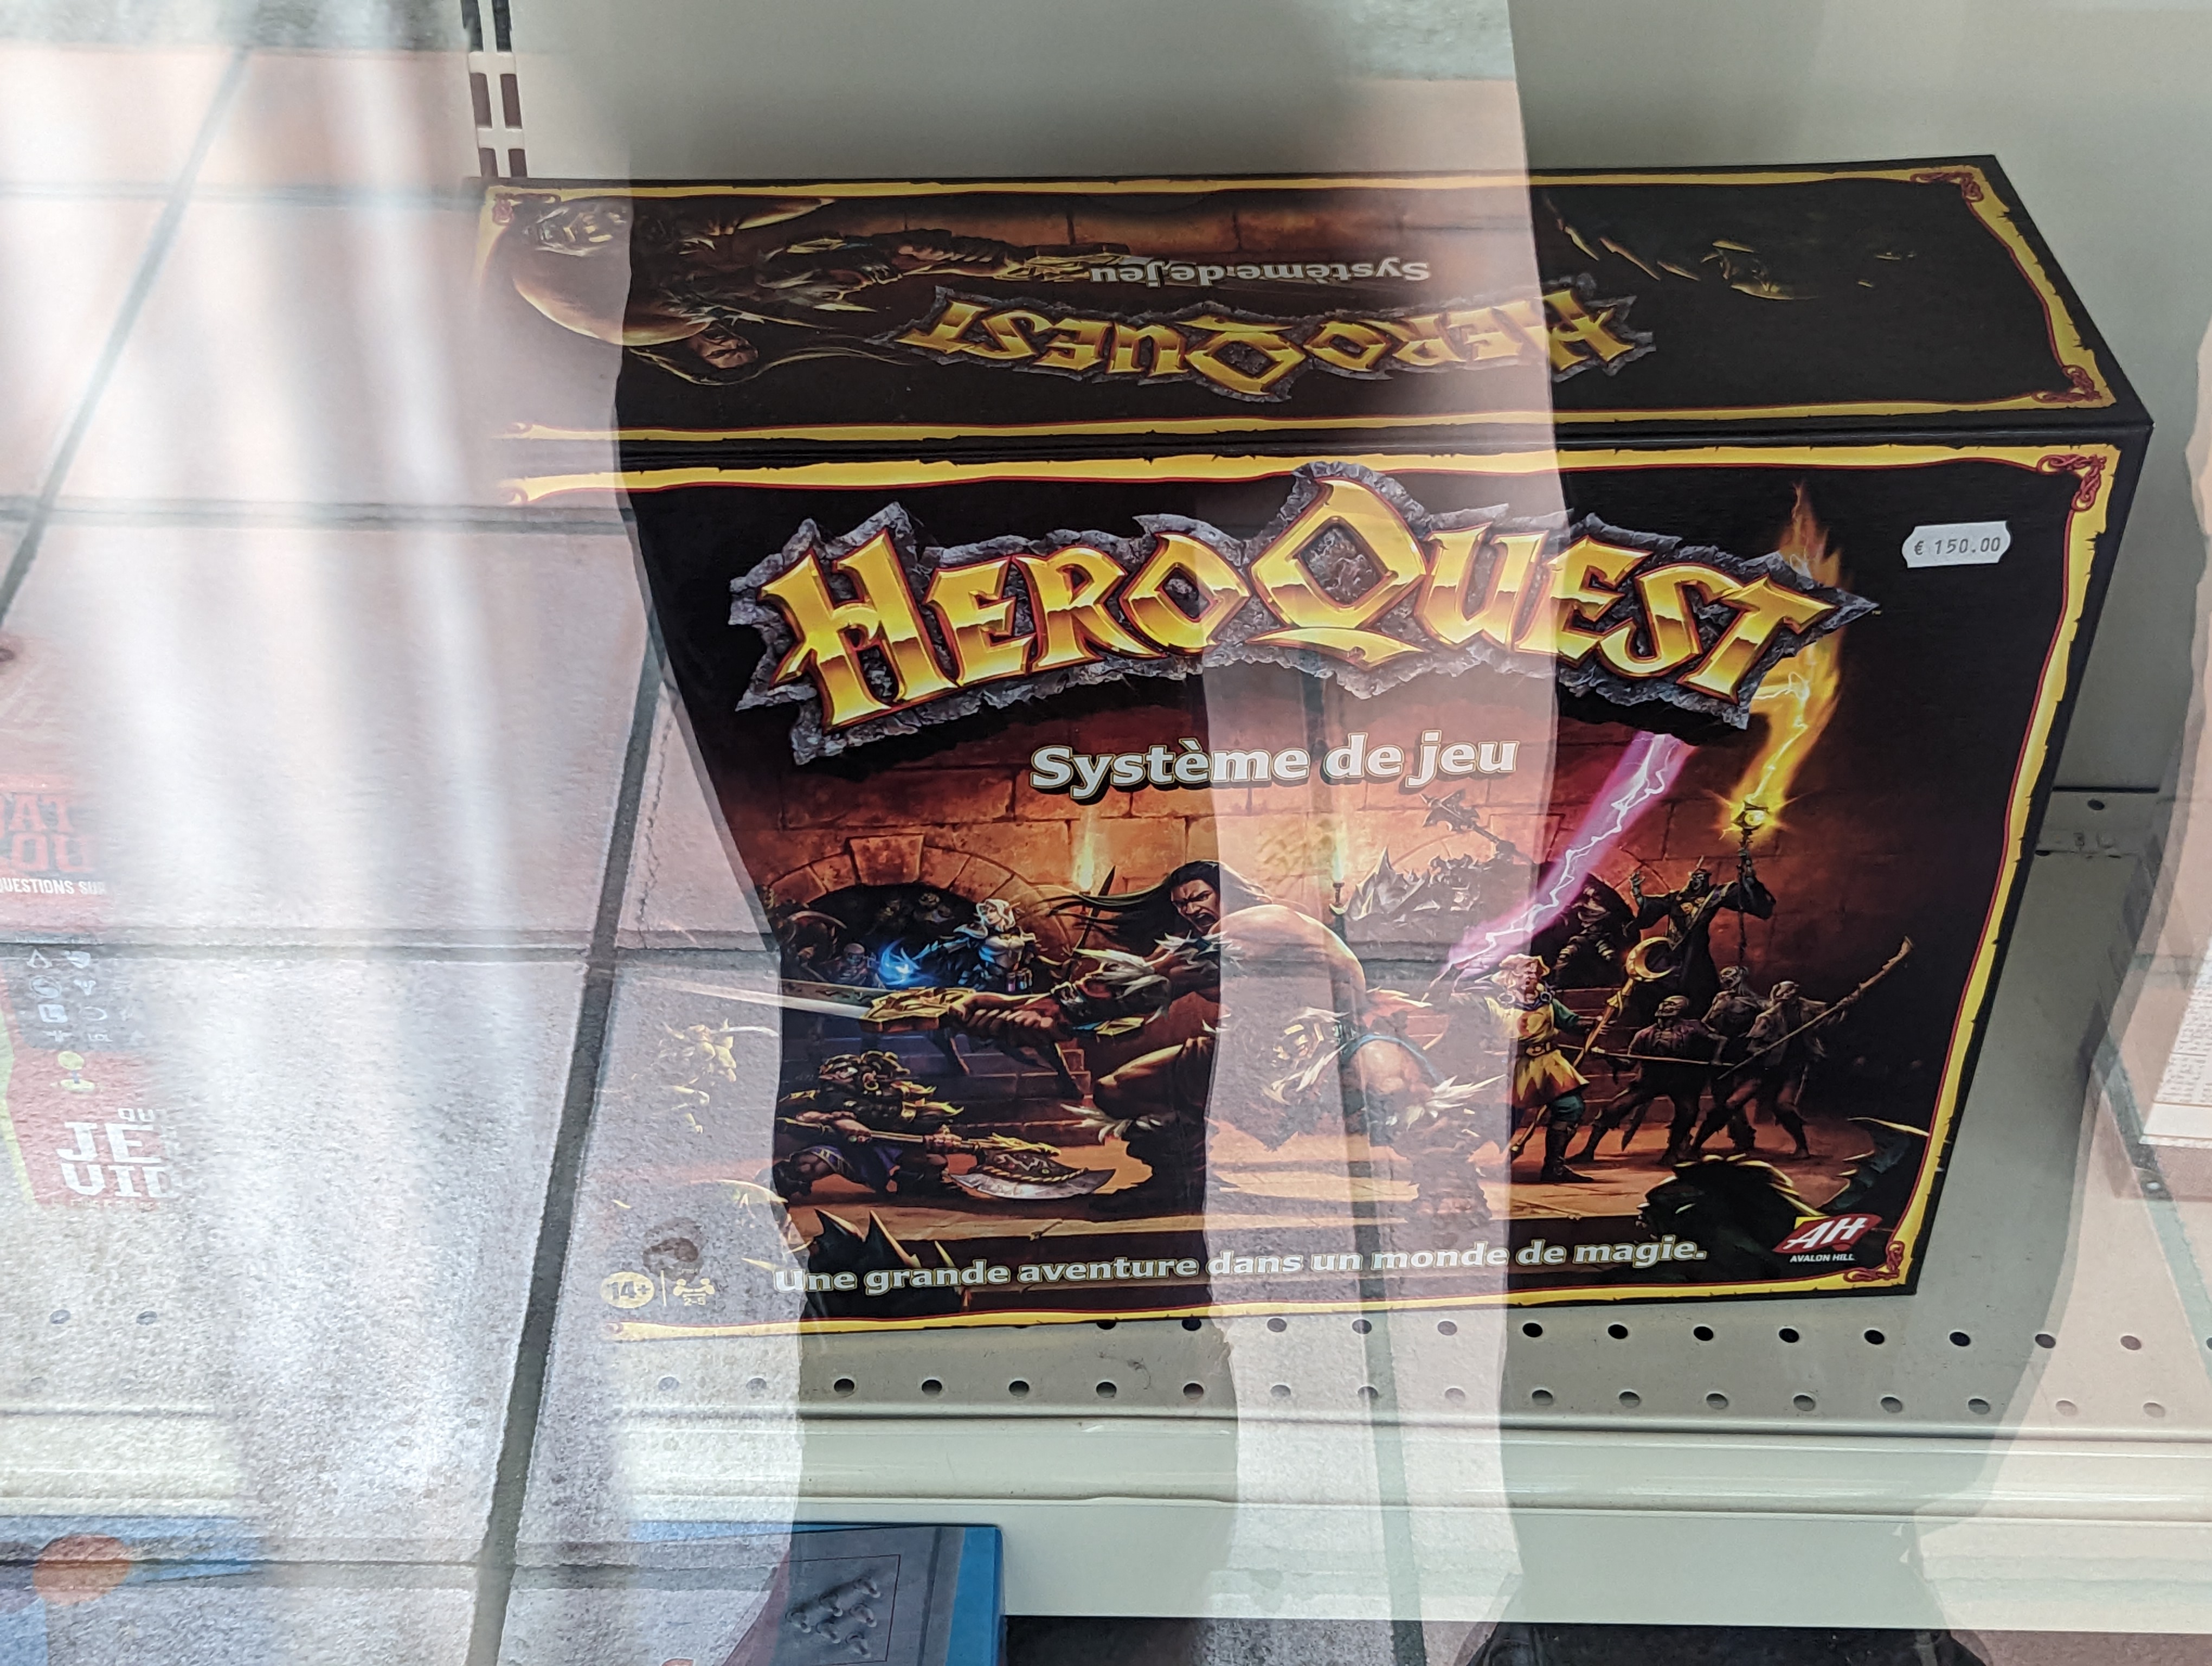 Système de jeu
HEROQUEST
HEROQUEST
€ 150.00
Système de jeu
QUESTIONS SUR
JE
Une grande aventure dans un monde de magie.
AH
AVALON HILL
14+